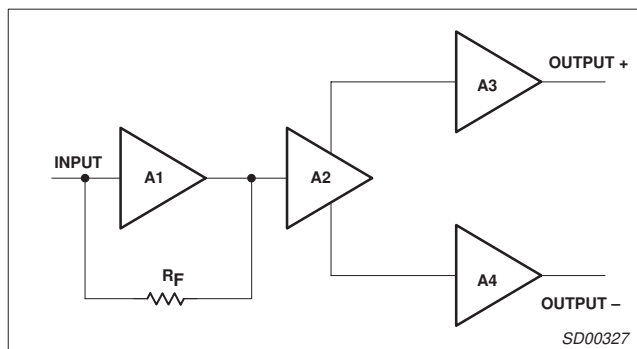 OUTPUT +
A3
INPUT
A1
A2
RF
A4
OUTPUT –
SD00327